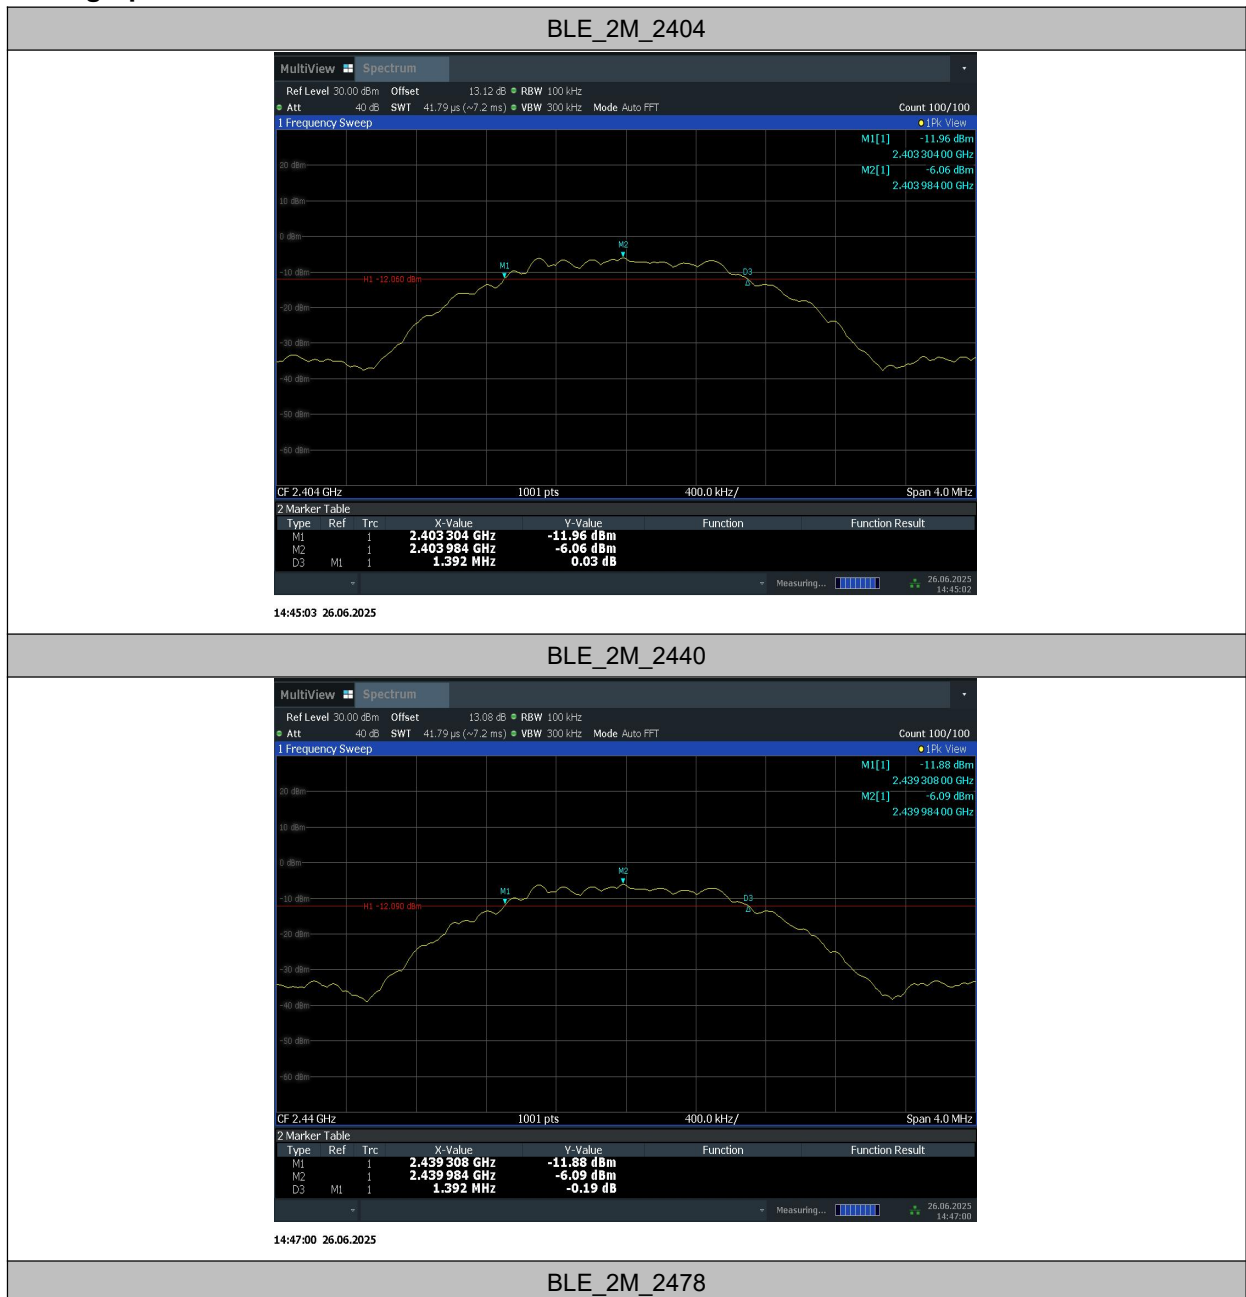 BLE_2M_2404
MultiView Spectrum
Ref Level 30.00 dBm Offset 13.12 dB RBW 100 kHz
Att 40 dB SWT 41.79 µs (~7.2 ms) VBW 300 kHz Mode Auto FFT Count 100/100
1 Frequency Sweep 1Pk View
M1[1] -11.96 dBm
2.403 304 00 GHz
20 dBm
M2[1] -6.06 dBm
2.403 984 00 GHz
10 dBm
0 dBm
M2
M1
-10 dBm
D3
H1 -12.060 dBm
-20 dBm
-30 dBm
-40 dBm
-50 dBm
-60 dBm
CF 2.404 GHz 1001 pts 400.0 kHz/ Span 4.0 MHz
2 Marker Table
Type Ref Trc X-Value Y-Value Function Function Result
M1 1 2.403 304 GHz -11.96 dBm
M2 1 2.403 984 GHz -6.06 dBm
D3 M1 1 1.392 MHz 0.03 dB
Measuring... 26.06.2025
14:45:02
14:45:03 26.06.2025
BLE_2M_2440
MultiView Spectrum
Ref Level 30.00 dBm Offset 13.08 dB RBW 100 kHz
Att 40 dB SWT 41.79 µs (~7.2 ms) VBW 300 kHz Mode Auto FFT Count 100/100
1 Frequency Sweep 1Pk View
M1[1] -11.88 dBm
2.439 308 00 GHz
20 dBm
M2[1] -6.09 dBm
2.439 984 00 GHz
10 dBm
0 dBm
M2
M1
-10 dBm
D3
H1 -12.090 dBm
-20 dBm
-30 dBm
-40 dBm
-50 dBm
-60 dBm
CF 2.44 GHz 1001 pts 400.0 kHz/ Span 4.0 MHz
2 Marker Table
Type Ref Trc X-Value Y-Value Function Function Result
M1 1 2.439 308 GHz -11.88 dBm
M2 1 2.439 984 GHz -6.09 dBm
D3 M1 1 1.392 MHz -0.19 dB
Measuring... 26.06.2025
14:47:00
14:47:00 26.06.2025
BLE_2M_2478